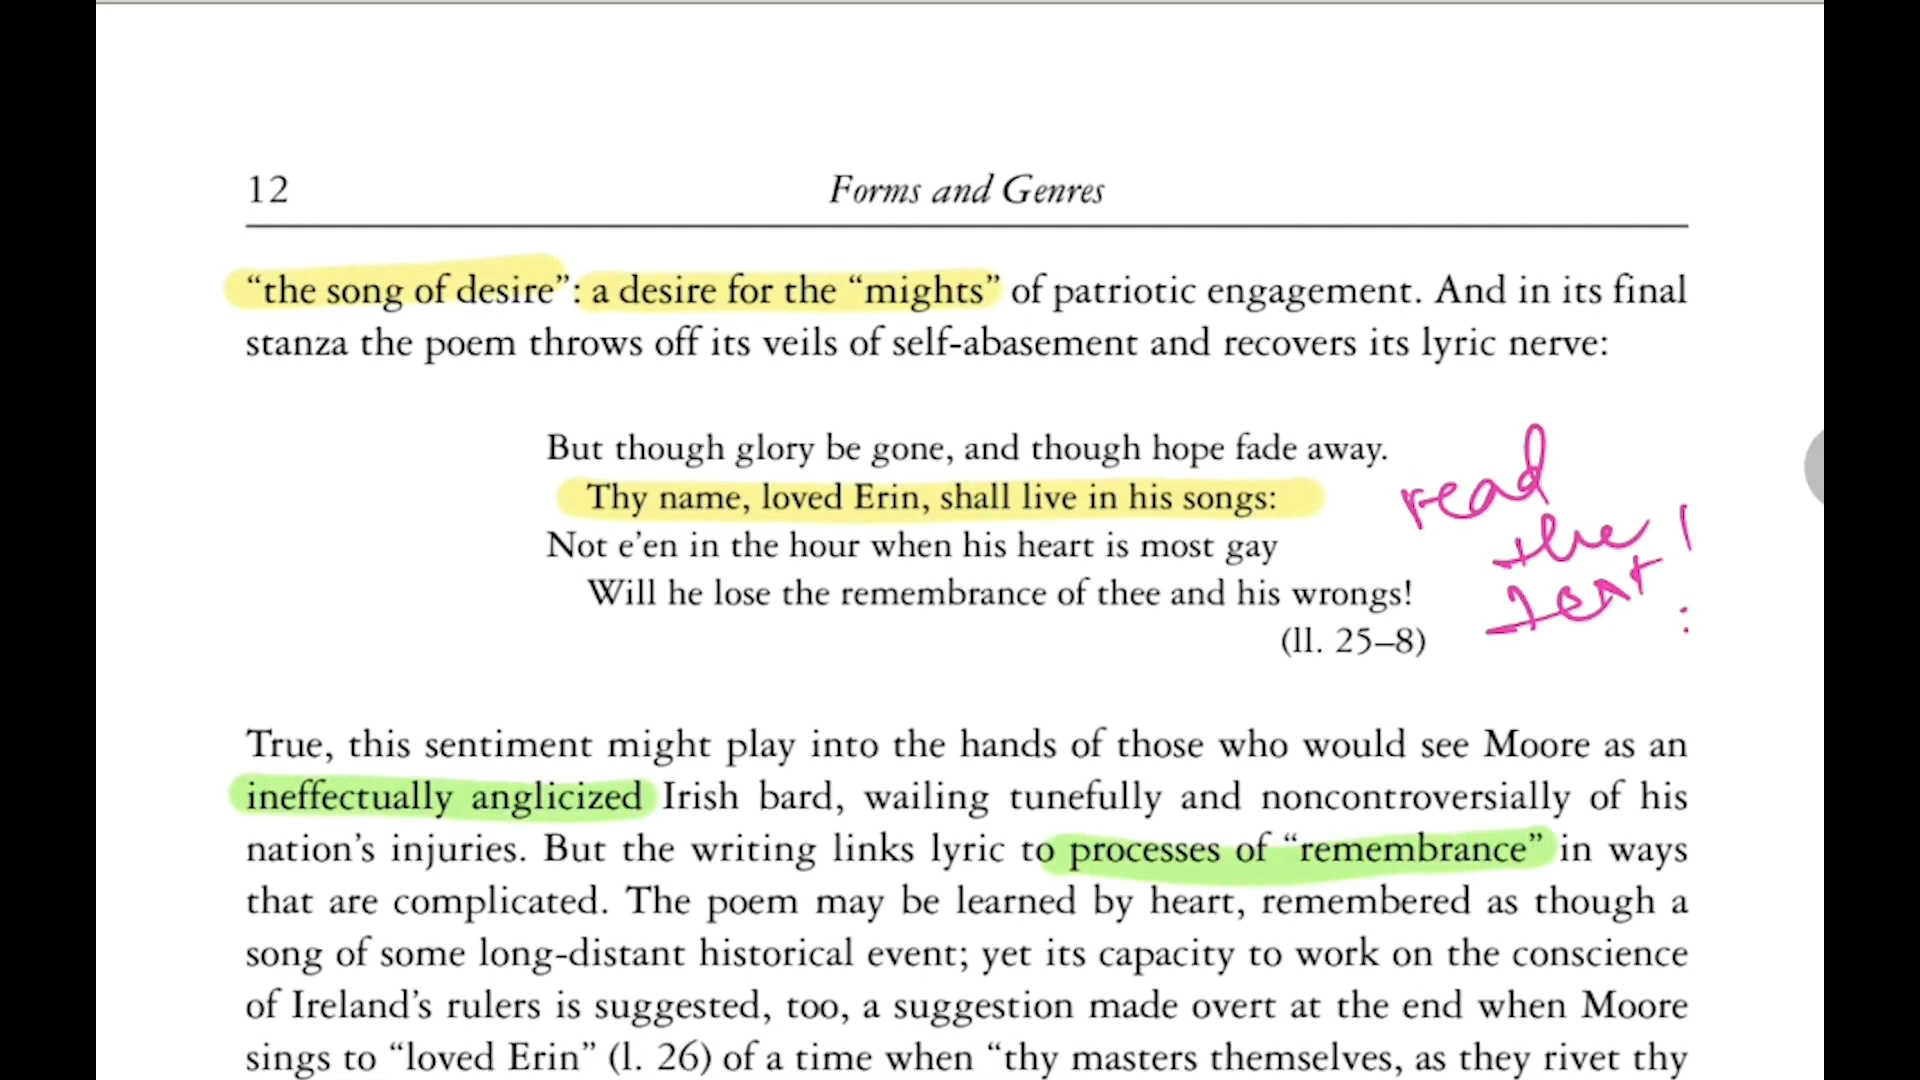 12
Forms and Genres
“the song of desire”: a desire for the “mights” of patriotic engagement. And in its final
stanza the poem throws off its veils of self-abasement and recovers its lyric nerve:
But though glory be gone, and though hope fade away.
Thy name, loved Erin, shall live in his songs:
Not e’en in the hour when his heart is most gay
Will he lose the remembrance of thee and his wrongs!
(ll. 25–8)
read
the
text!
True, this sentiment might play into the hands of those who would see Moore as an
ineffectually anglicized Irish bard, wailing tunefully and noncontroversially of his
nation’s injuries. But the writing links lyric to processes of “remembrance” in ways
that are complicated. The poem may be learned by heart, remembered as though a
song of some long-distant historical event; yet its capacity to work on the conscience
of Ireland’s rulers is suggested, too, a suggestion made overt at the end when Moore
sings to “loved Erin” (l. 26) of a time when “thy masters themselves, as they rivet thy